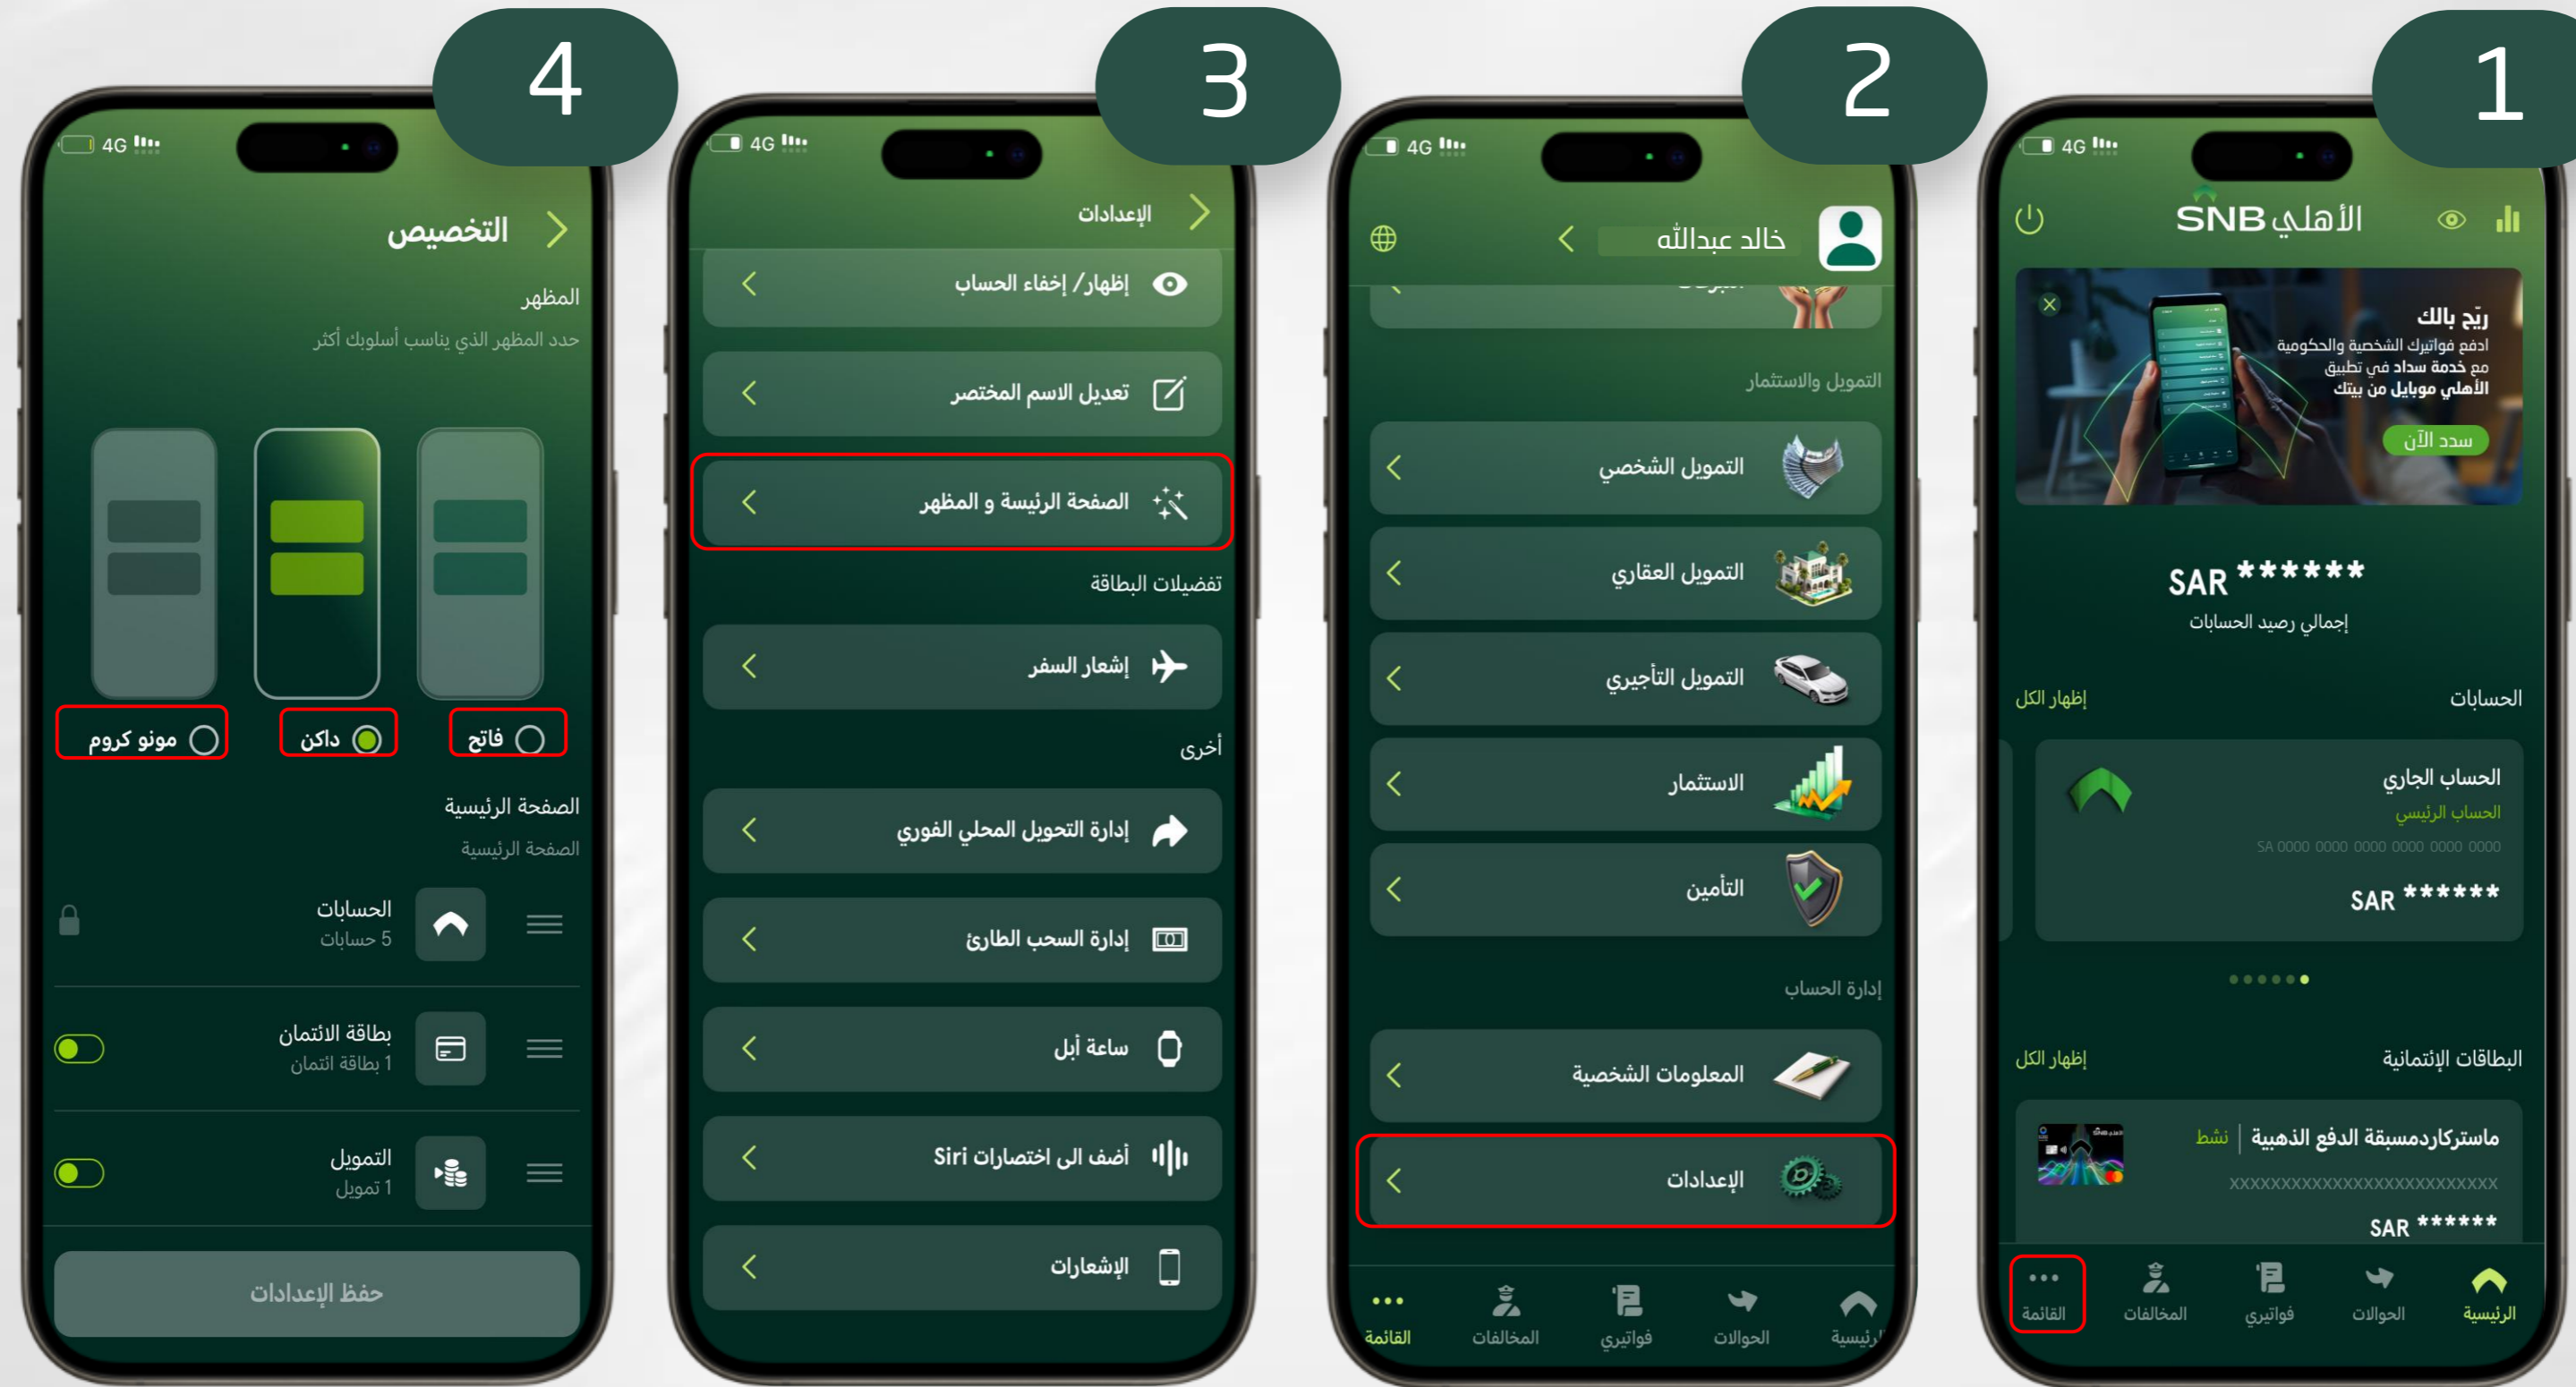 1
4G
الأهلي SNB
ريّح بالك
ادفع فواتيرك الشخصية والحكومية
مع خدمة سداد في تطبيق
الأهلي موبايل من بيتك
سدد الآن
SAR ******
إجمالي رصيد الحسابات
الحسابات
إظهار الكل
الحساب الجاري
الحساب الرئيسي
SA 0000 0000 0000 0000 0000 0000
SAR ******
البطاقات الإئتمانية
إظهار الكل
ماستركاردمسبقة الدفع الذهبية | نشط
XXXXXXXXXXXXXXXXXXXXXXXXXX
SAR ******
الرئيسية
الحوالات
فواتيري
المخالفات
القائمة
2
4G
خالد عبدالله
التمويل والاستثمار
التمويل الشخصي
التمويل العقاري
التمويل التأجيري
الاستثمار
التأمين
إدارة الحساب
المعلومات الشخصية
الإعدادات
الرئيسية
الحوالات
فواتيري
المخالفات
القائمة
3
4G
الإعدادات
إظهار/ إخفاء الحساب
تعديل الاسم المختصر
الصفحة الرئيسة و المظهر
تفضيلات البطاقة
إشعار السفر
أخرى
إدارة التحويل المحلي الفوري
إدارة السحب الطارئ
ساعة أبل
أضف الى اختصارات Siri
الإشعارات
4
4G
التخصيص
المظهر
حدد المظهر الذي يناسب أسلوبك أكثر
فاتح
داكن
مونو كروم
الصفحة الرئيسية
الصفحة الرئيسية
الحسابات
5 حسابات
بطاقة الائتمان
1 بطاقة ائتمان
التمويل
1 تمويل
حفظ الإعدادات